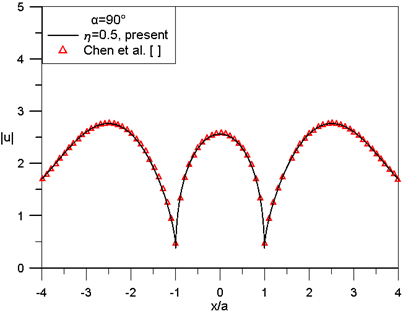 5
α=90°
η=0.5, present
Chen et al. [ ]
4
3
|u|
2
1
0
-4 -3 -2 -1 0 1 2 3 4
x/a